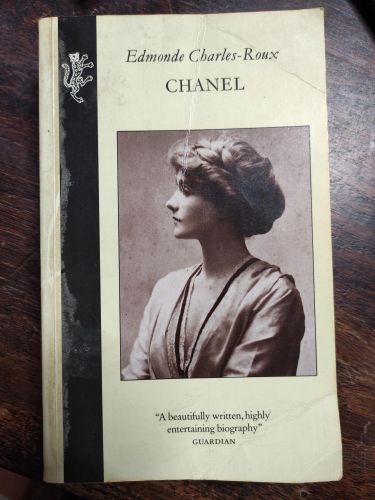 Edmonde Charles-Roux
CHANEL
“A beautifully written, highly
entertaining biography”
GUARDIAN